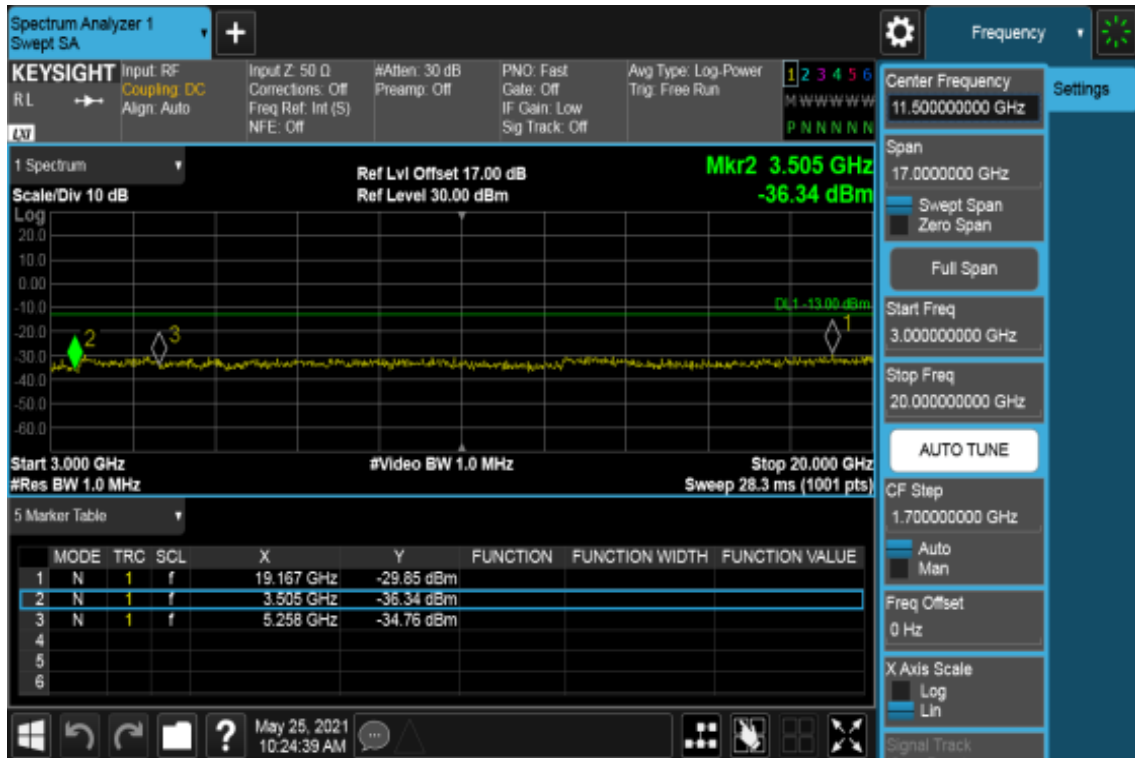 Spectrum Analyzer 1
Swept SA
+
Frequency
KEYSIGHT
RL
LXI
Input: RF
Coupling: DC
Align: Auto
Input Z: 50 Ω
Corrections: Off
Freq Ref: Int (S)
NFE: Off
#Atten: 30 dB
Preamp: Off
PNO: Fast
Gate: Off
IF Gain: Low
Sig Track: Off
Avg Type: Log-Power
Trig: Free Run
1 2 3 4 5 6
M W W W W W
P N N N N N
1 Spectrum
Scale/Div 10 dB
Ref Lvl Offset 17.00 dB
Ref Level 30.00 dBm
Mkr2 3.505 GHz
-36.34 dBm
Log
20.0
10.0
0.00
-10.0
-20.0
-30.0
-40.0
-50.0
-60.0
DL1 -13.00 dBm
2
3
1
Start 3.000 GHz
#Res BW 1.0 MHz
#Video BW 1.0 MHz
Stop 20.000 GHz
Sweep 28.3 ms (1001 pts)
5 Marker Table
MODE TRC SCL X Y FUNCTION FUNCTION WIDTH FUNCTION VALUE
1 N 1 f 19.167 GHz -29.85 dBm
2 N 1 f 3.505 GHz -36.34 dBm
3 N 1 f 5.258 GHz -34.76 dBm
4
5
6
?
May 25, 2021
10:24:39 AM
Center Frequency
11.500000000 GHz
Span
17.0000000 GHz
Swept Span
Zero Span
Full Span
Start Freq
3.000000000 GHz
Stop Freq
20.000000000 GHz
AUTO TUNE
CF Step
1.700000000 GHz
Auto
Man
Freq Offset
0 Hz
X Axis Scale
Log
Lin
Signal Track
Settings